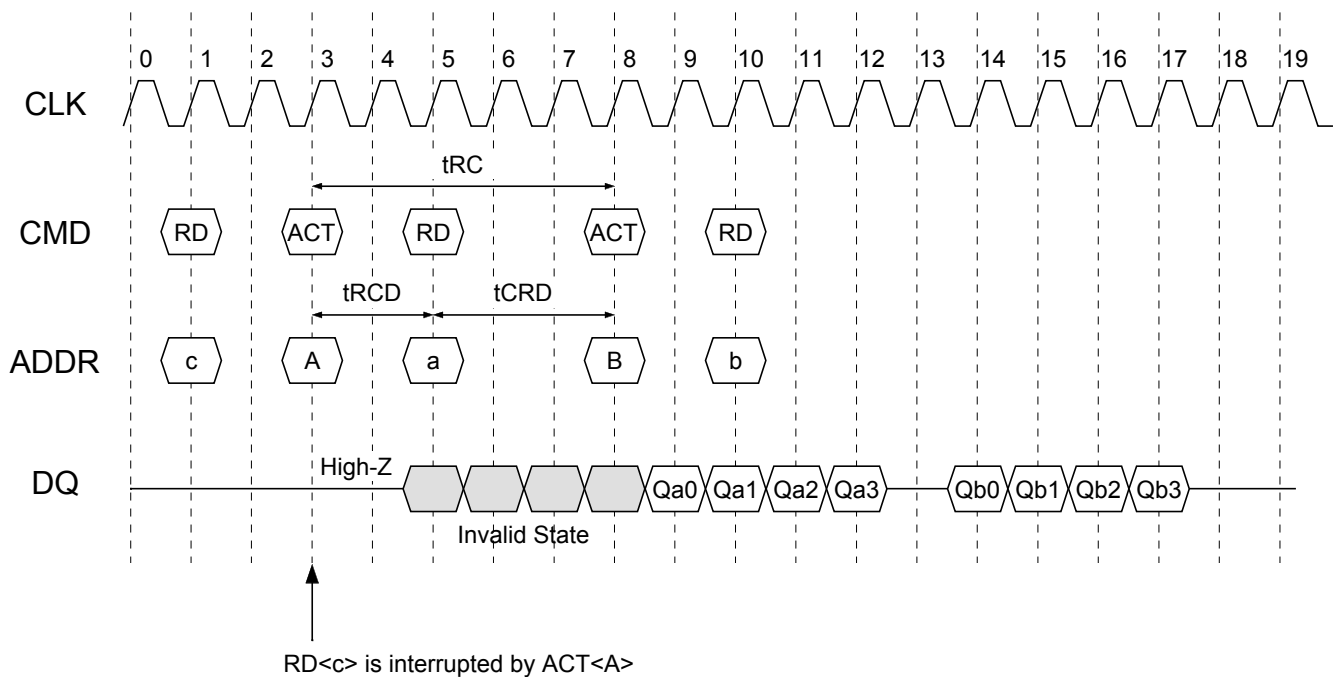 0 1 2 3 4 5 6 7 8 9 10 11 12 13 14 15 16 17 18 19
CLK
tRC
CMD RD ACT RD ACT RD
tRCD tCRD
ADDR c A a B b
High-Z
DQ Qa0 Qa1 Qa2 Qa3 Qb0 Qb1 Qb2 Qb3
Invalid State
RD<c> is interrupted by ACT<A>